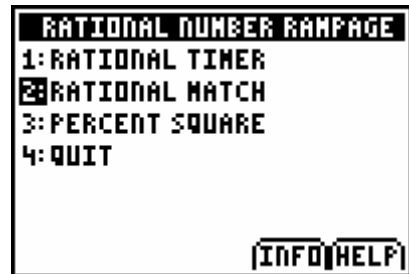 RATIONAL NUMBER RAMPAGE
1:RATIONAL TIMER
2:RATIONAL MATCH
3:PERCENT SQUARE
4:QUIT
INFO HELP